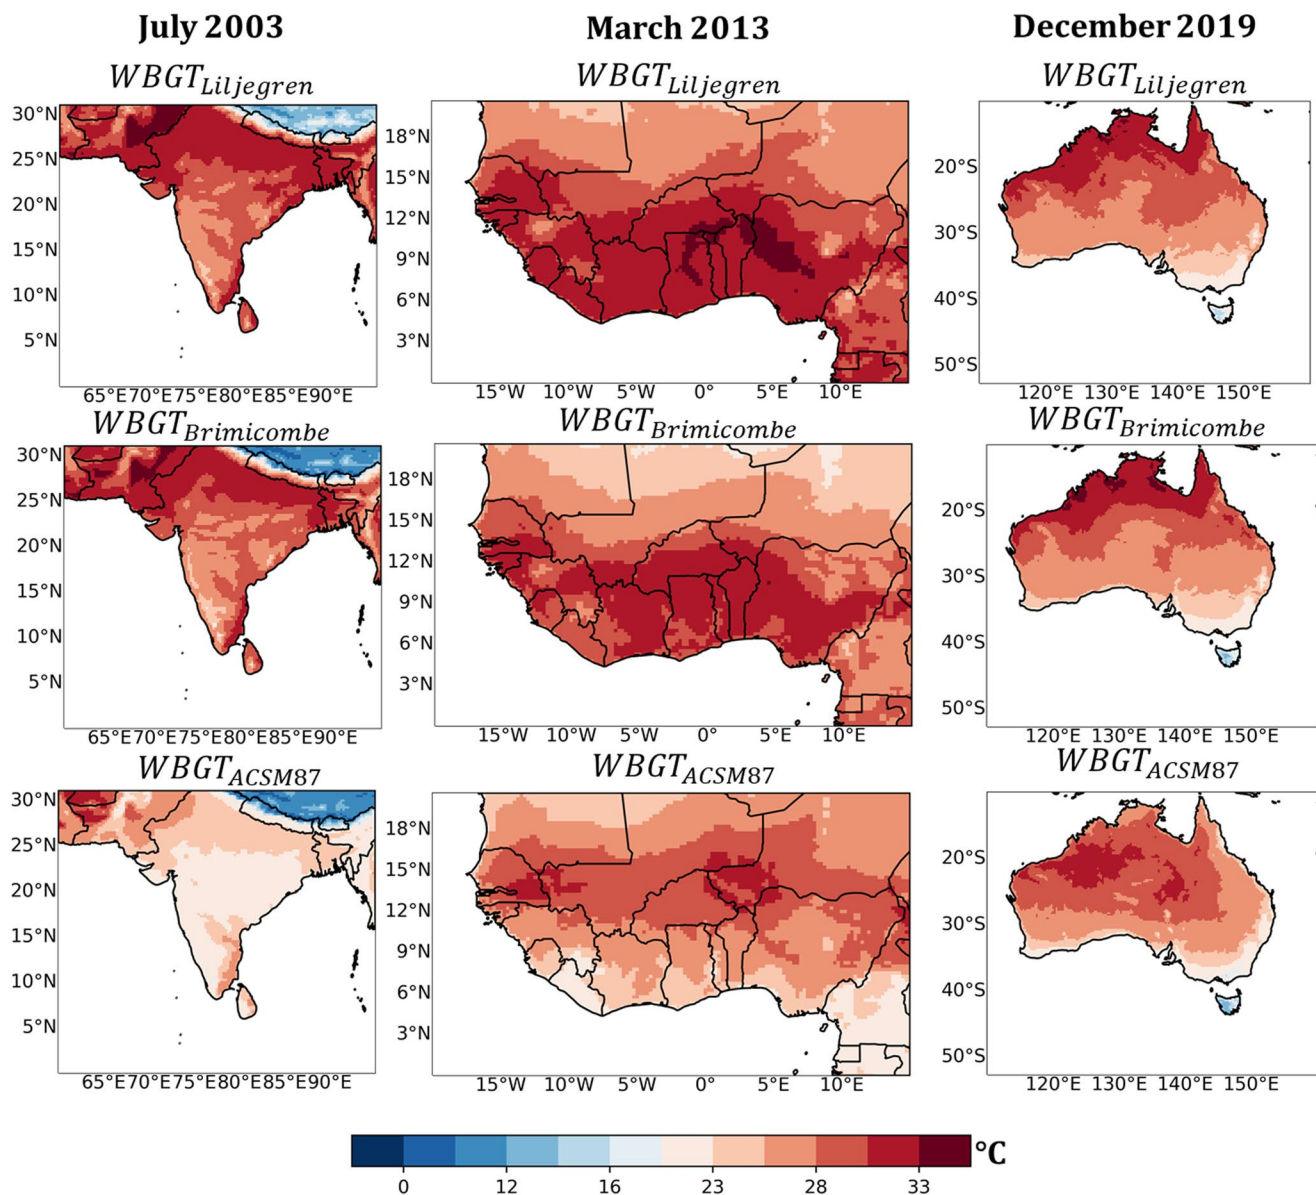 July 2003 March 2013 December 2019
WBGT_Liljegren WBGT_Liljegren WBGT_Liljegren
30°N
25°N
20°N
15°N
10°N
5°N
65°E70°E75°E80°E85°E90°E
18°N
15°N
12°N
9°N
6°N
3°N
15°W 10°W 5°W 0° 5°E 10°E
20°S
30°S
40°S
50°S
120°E 130°E 140°E 150°E
WBGT_Brimicombe WBGT_Brimicombe WBGT_Brimicombe
30°N
25°N
20°N
15°N
10°N
5°N
65°E70°E75°E80°E85°E90°E
18°N
15°N
12°N
9°N
6°N
3°N
15°W 10°W 5°W 0° 5°E 10°E
20°S
30°S
40°S
50°S
120°E 130°E 140°E 150°E
WBGT_ACSM87 WBGT_ACSM87 WBGT_ACSM87
30°N
25°N
20°N
15°N
10°N
5°N
65°E70°E75°E80°E85°E90°E
18°N
15°N
12°N
9°N
6°N
3°N
15°W 10°W 5°W 0° 5°E 10°E
20°S
30°S
40°S
50°S
120°E 130°E 140°E 150°E
°C
0 12 16 23 28 33